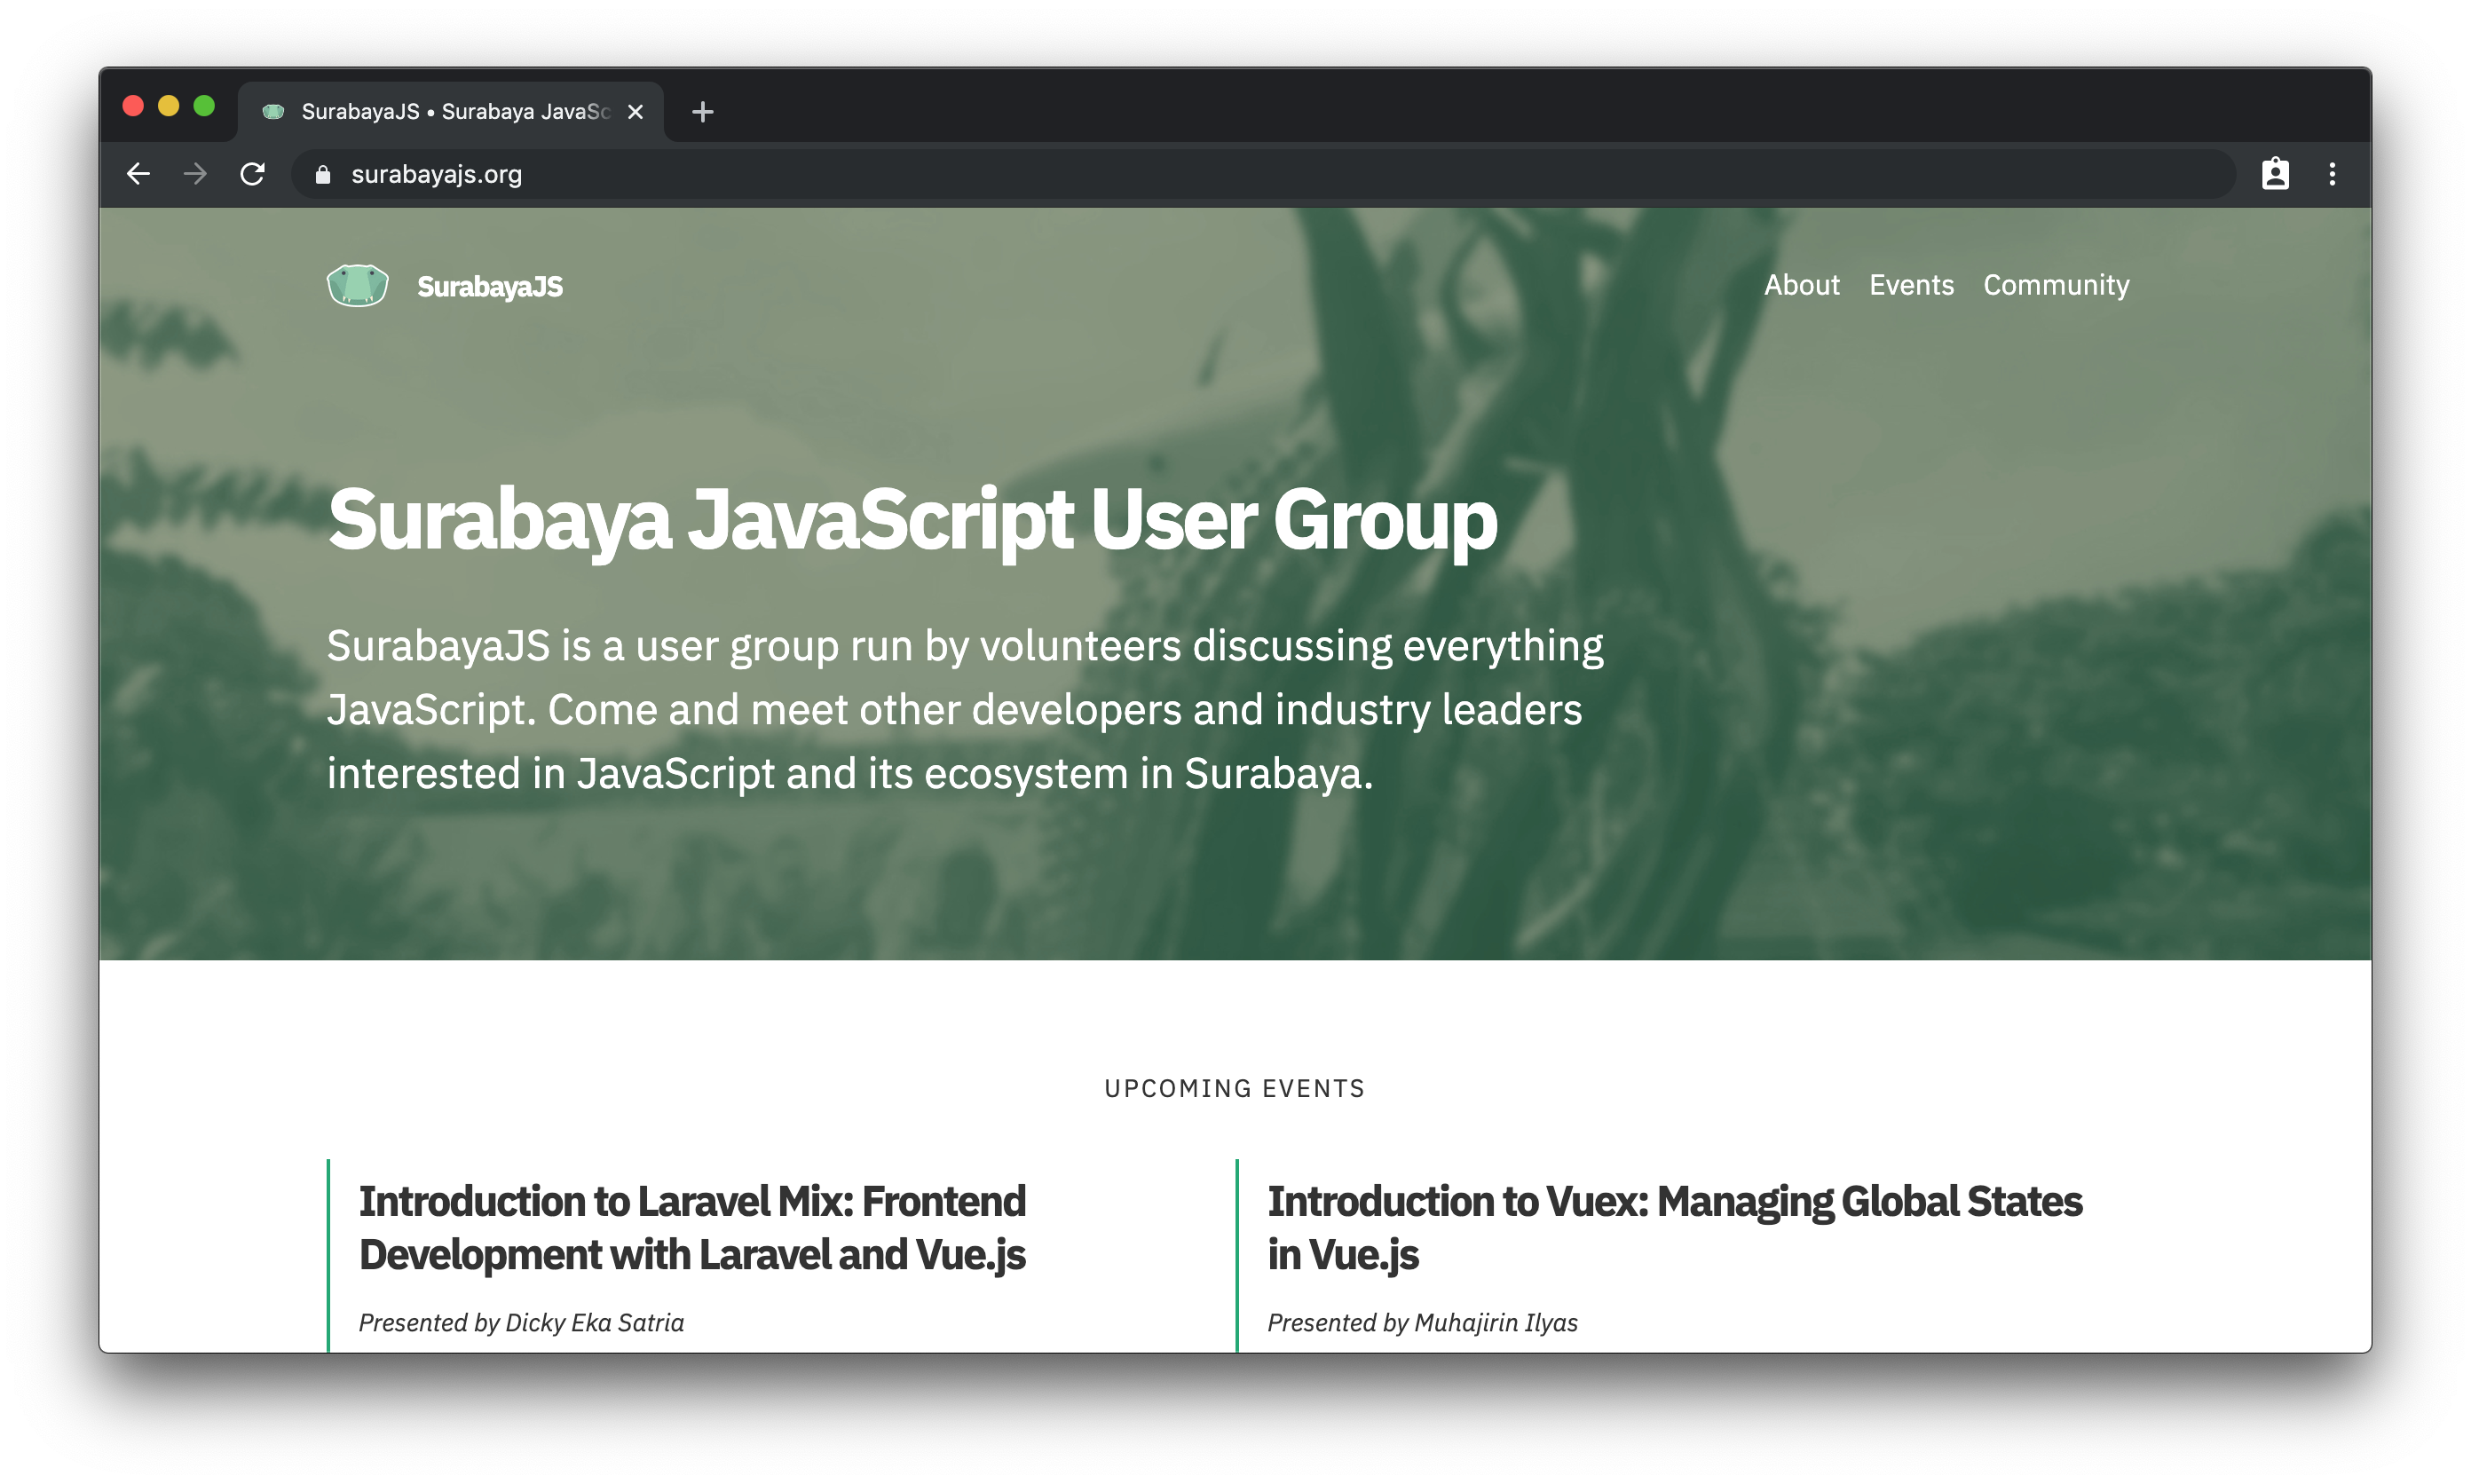 SurabayaJS • Surabaya JavaSc
surabayajs.org
SurabayaJS
About Events Community
Surabaya JavaScript User Group
SurabayaJS is a user group run by volunteers discussing everything
JavaScript. Come and meet other developers and industry leaders
interested in JavaScript and its ecosystem in Surabaya.
UPCOMING EVENTS
Introduction to Laravel Mix: Frontend
Development with Laravel and Vue.js
Presented by Dicky Eka Satria
Introduction to Vuex: Managing Global States
in Vue.js
Presented by Muhajirin Ilyas